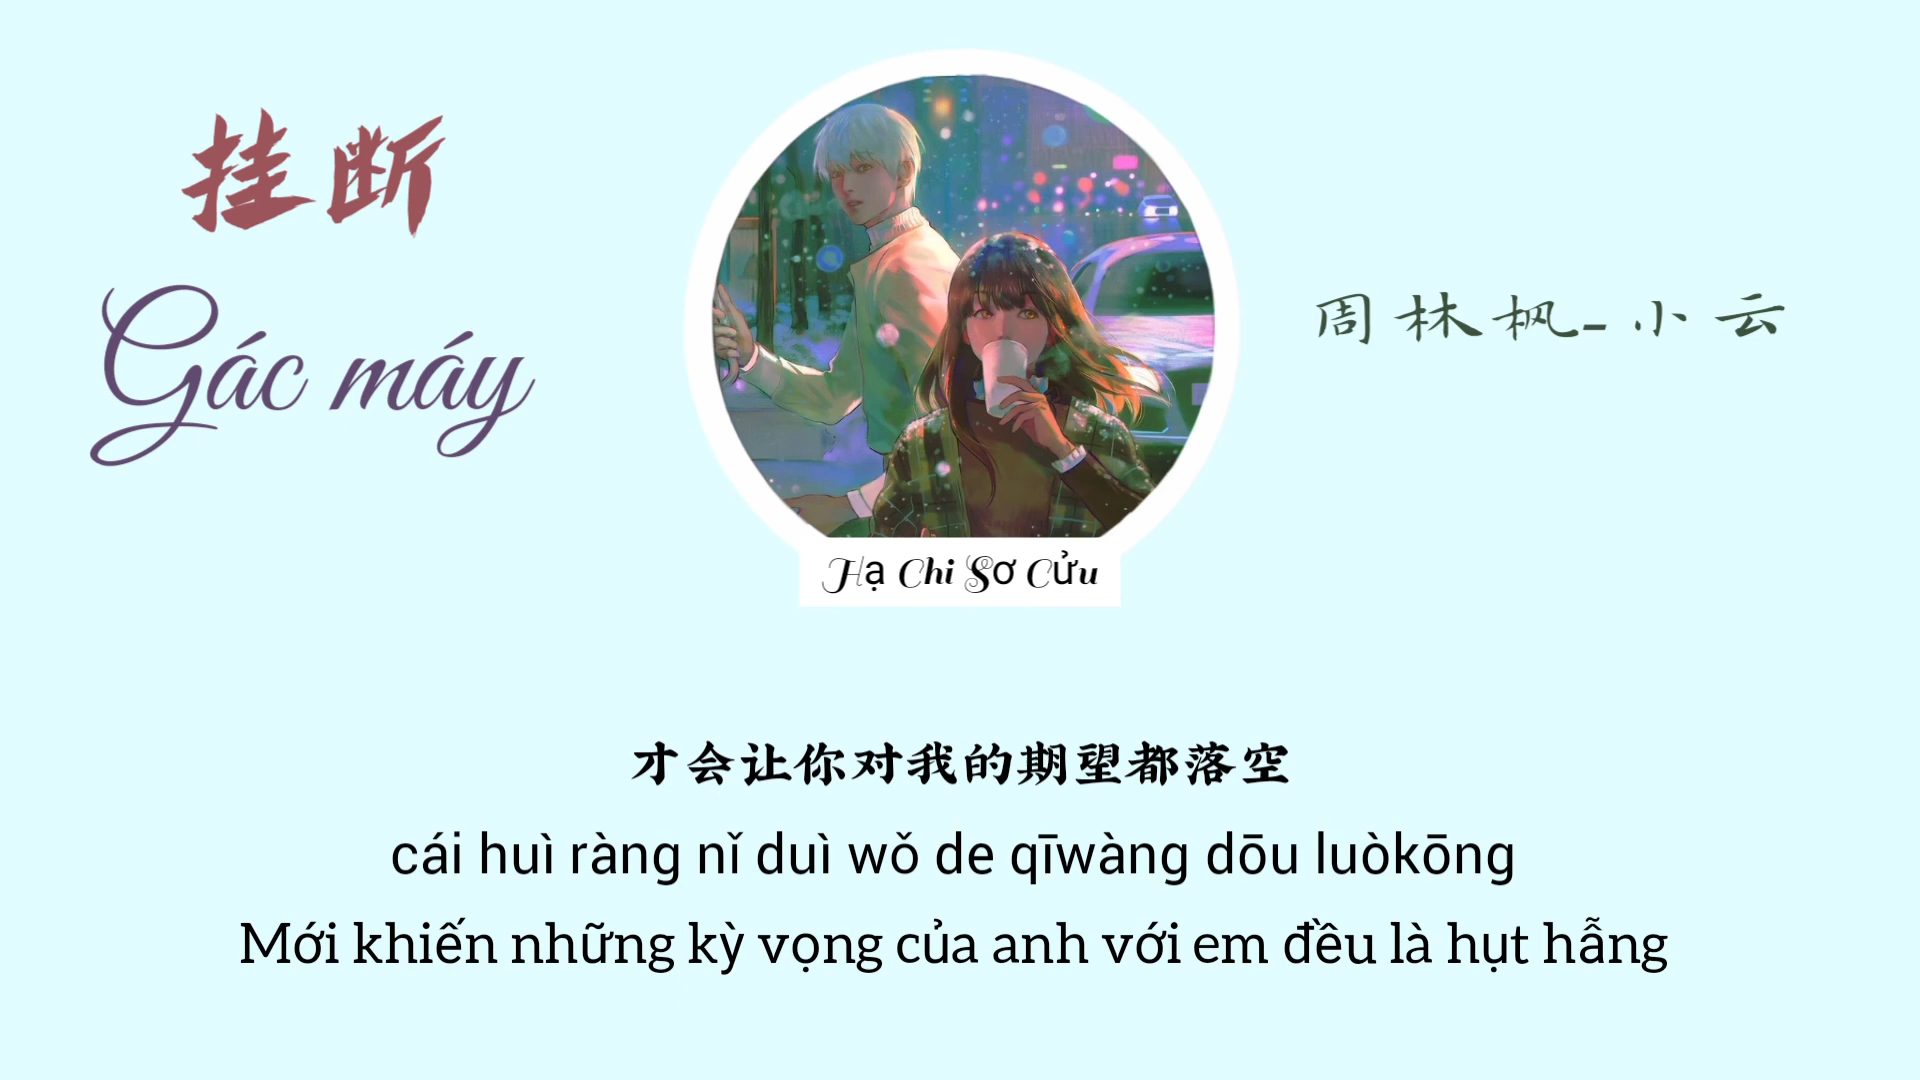 挂断
Gác máy
周林枫-小云
Hạ Chi Sơ Cửu
才会让你对我的期望都落空
cái huì ràng nǐ duì wǒ de qīwàng dōu luòkōng
Mới khiến những kỳ vọng của anh với em đều là hụt hẫng